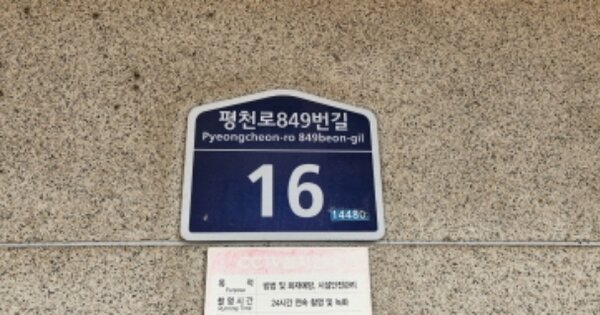 평천로849번길
Pyeongcheon-ro 849beon-gil
16
14480
목 적 방범 및 화재예방, 시설안전관리
Purpose
촬영시간 24시간 연속 촬영 및 녹화
Running Time